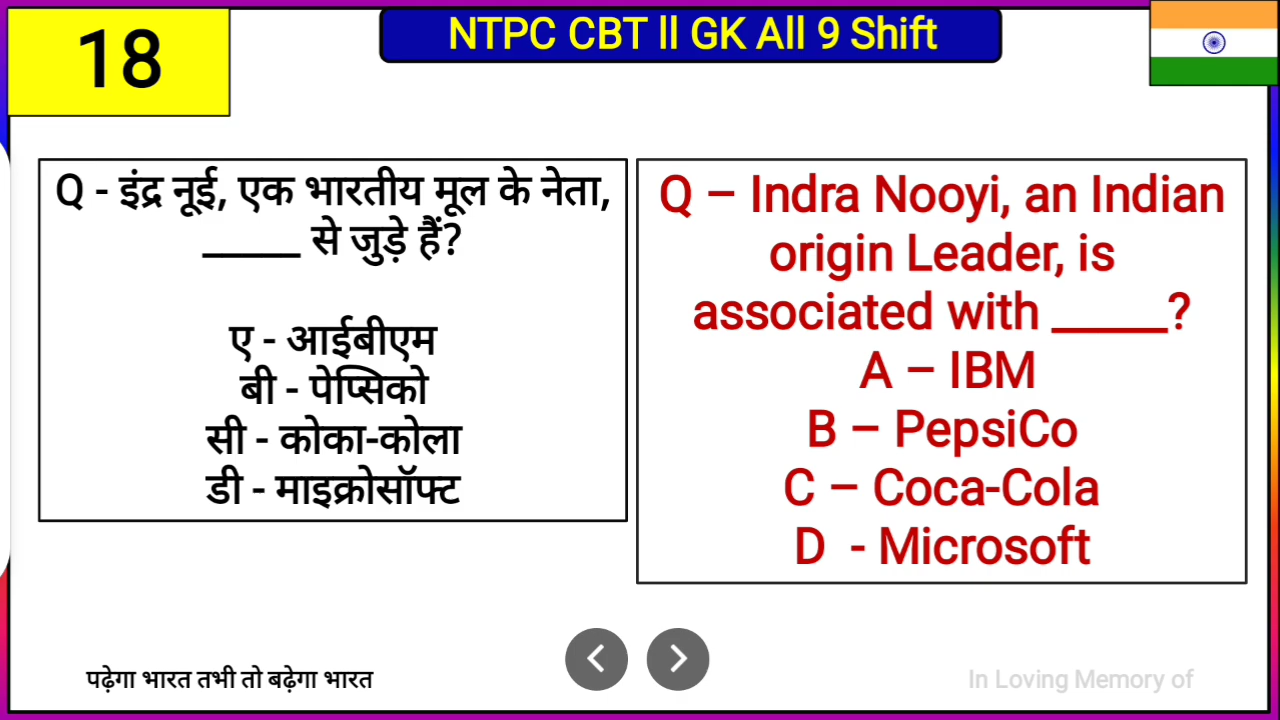 18
NTPC CBT ll GK All 9 Shift
Q - इंद्र नूई, एक भारतीय मूल के नेता,
_____ से जुड़े हैं?
ए - आईबीएम
बी - पेप्सिको
सी - कोका-कोला
डी - माइक्रोसॉफ्ट
Q – Indra Nooyi, an Indian
origin Leader, is
associated with _____?
A – IBM
B – PepsiCo
C – Coca-Cola
D - Microsoft
पढ़ेगा भारत तभी तो बढ़ेगा भारत
In Loving Memory of